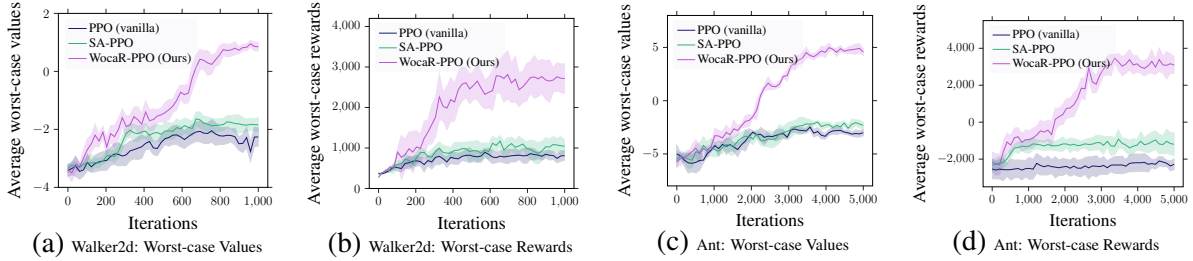 Average worst-case values
2
0
−2
−4
PPO (vanilla)
SA-PPO
WocaR-PPO (Ours)
0 200 400 600 800 1,000
Iterations
(a) Walker2d: Worst-case Values
Average worst-case rewards
4,000
3,000
2,000
1,000
0
PPO (vanilla)
SA-PPO
WocaR-PPO (Ours)
0 200 400 600 800 1,000
Iterations
(b) Walker2d: Worst-case Rewards
Average worst-case values
5
0
−5
PPO (vanilla)
SA-PPO
WocaR-PPO (Ours)
0 1,000 2,000 3,000 4,000 5,000
Iterations
(c) Ant: Worst-case Values
Average worst-case rewards
5,000
3,000
1,000
−2,000
PPO (vanilla)
SA-PPO
WocaR-PPO (Ours)
0 1,000 2,000 3,000 4,000 5,000
Iterations
(d) Ant: Worst-case Rewards